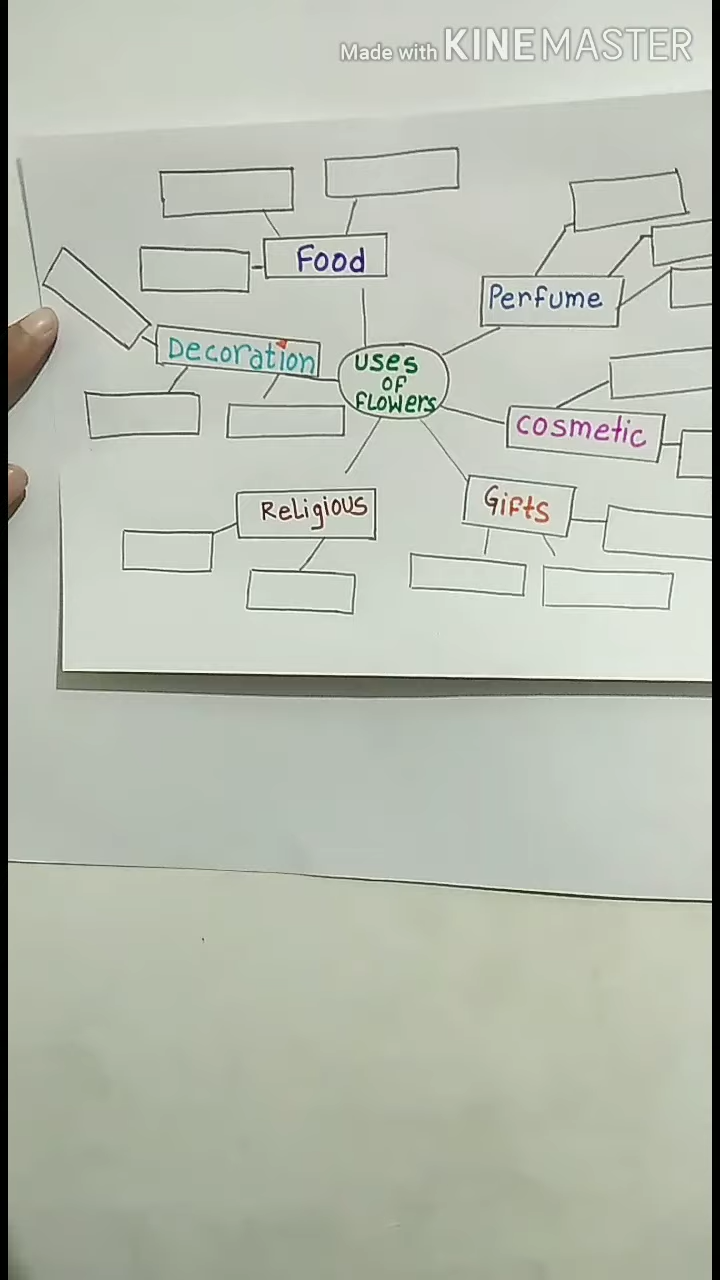 Made with KINEMASTER
Food
Perfume
Decoration
USES
OF
FLOWERS
cosmetic
Religious
Gifts